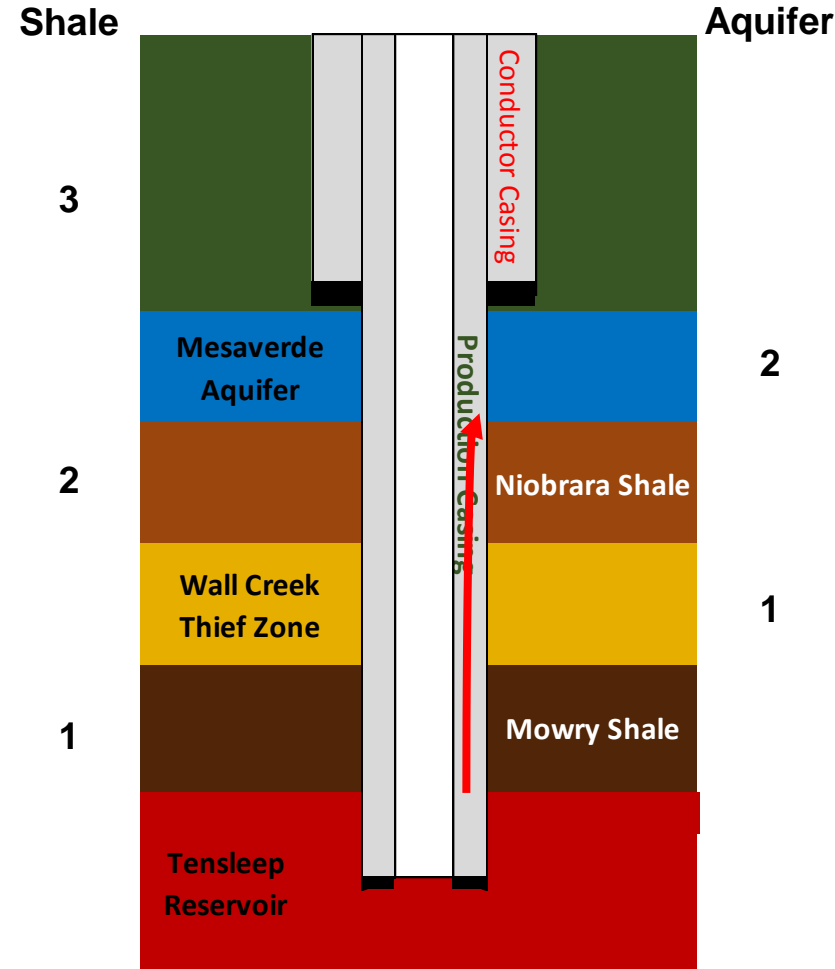 Shale
Aquifer
Conductor Casing
3
Mesaverde
Aquifer
Production Casing
2
2
Niobrara Shale
Wall Creek
Thief Zone
1
1
Mowry Shale
Tensleep
Reservoir